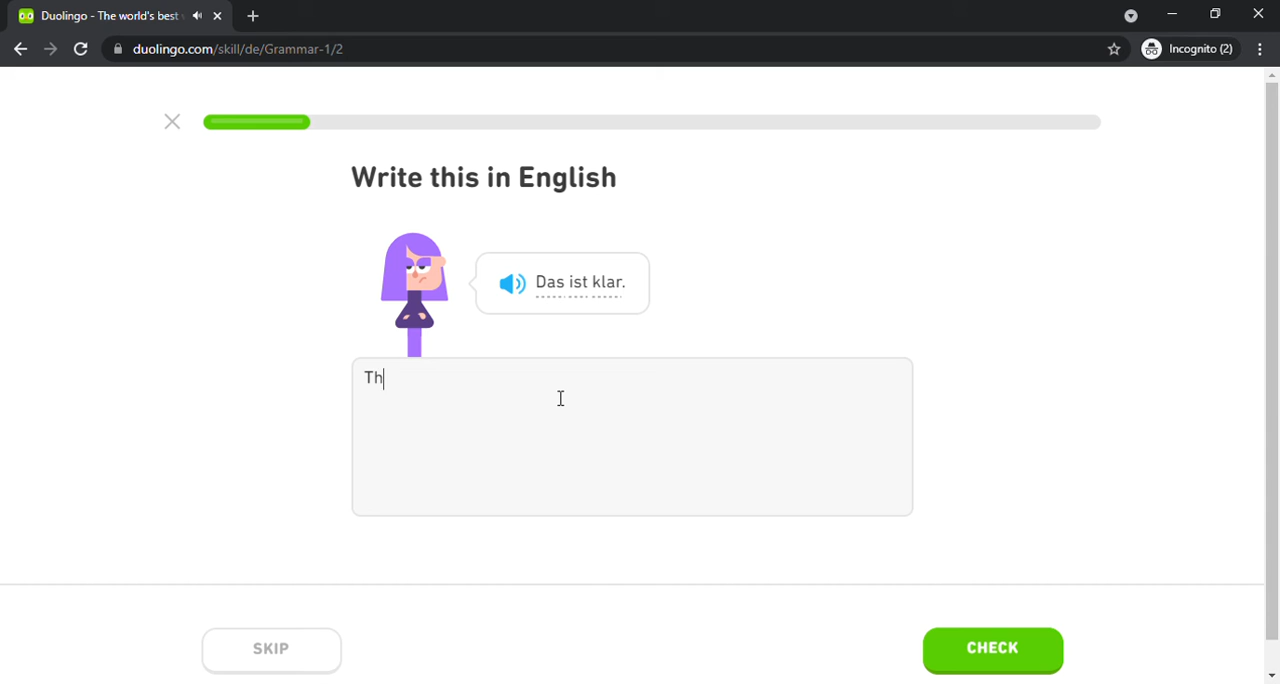 Duolingo - The world's best
duolingo.com/skill/de/Grammar-1/2
Incognito (2)
Write this in English
Das ist klar.
Th
SKIP
CHECK